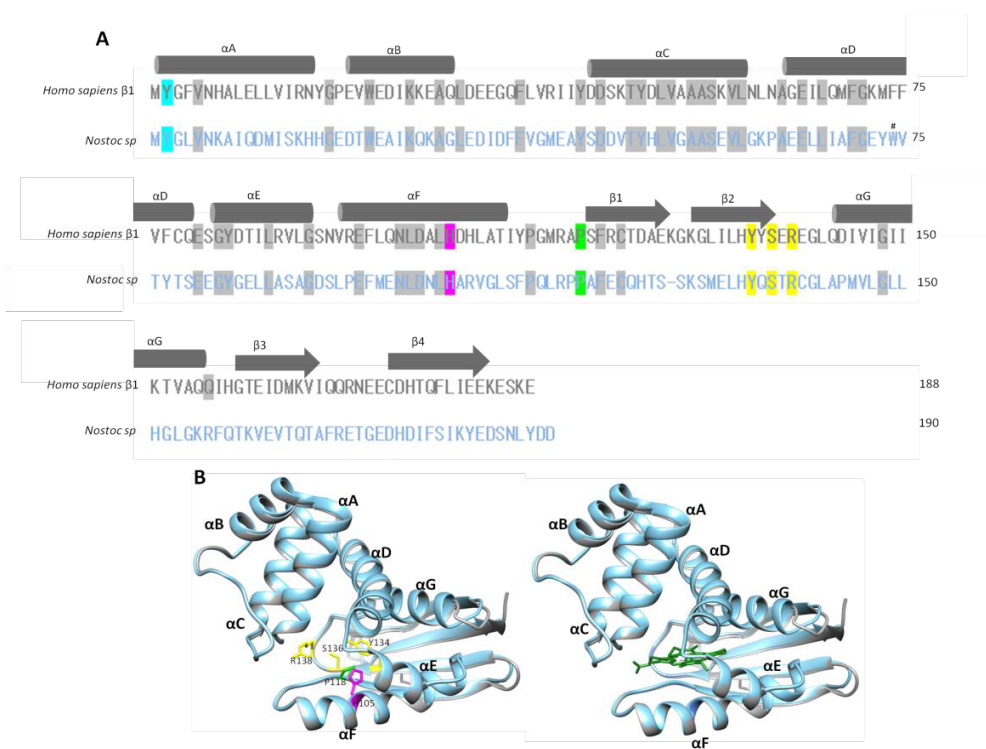 A
αA αB αC αD
Homo sapiens β1 MYGFVNHALELLVIRNYGPEVWEDIKKEAQLDEEGQFLVRIIYDDSKTYDLVAAASKVLNLNAGEILQMFGKMFF 75
#
Nostoc sp MYGLVNKAIQDMISKHHGEDTWEAIKQKAGLEDIDFFVGMEAYSDDVTYHLVGAASEVLGKPAEELLIAFGEYWV 75
αD αE αF β1 β2 αG
Homo sapiens β1 VFCQESGYDTILRVLGSNVREFLQNLDALHDHLATIYPGMRAPSFRCTDAEKGKGLILHYYSEREGLQDIVIGII 150
Nostoc sp TYTSEEGYGELLASAGDSLPEFMENLDNLHARVGLSFPQLRPPAFECQHTS-SKSMELHYQSTRCGLAPMVLGLL 150
αG β3 β4
Homo sapiens β1 KTVAQQIHGTEIDMKVIQQRNEECDHTQFLIEEKESKE 188
Nostoc sp HGLGKRFQTKVEVTQTAFRETGEDHDIFSIKYEDSNLYDD 190
B
αA αB αD αG αC αE αF
R138 S136 Y134 P118 H105
αA αB αD αG αC αE αF